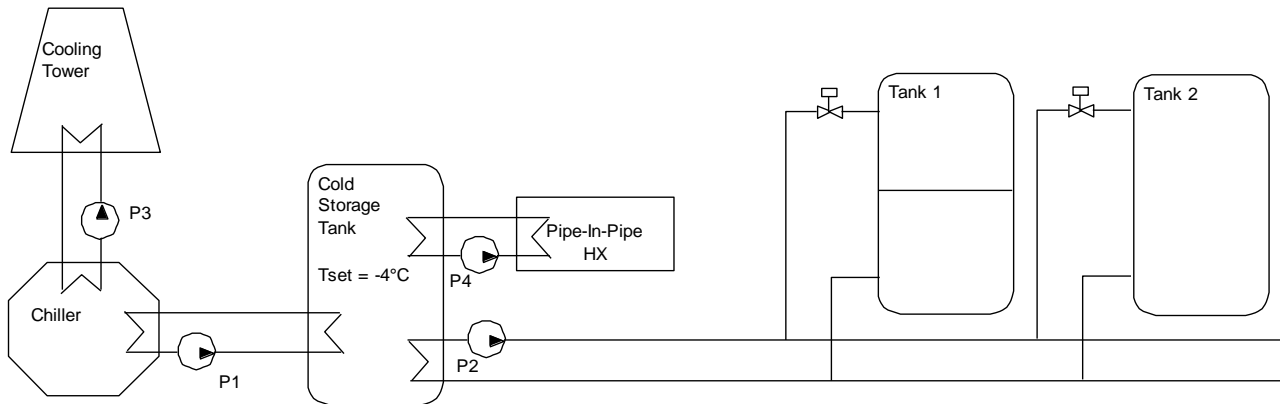 Cooling
Tower
P3
Chiller
P1
Cold
Storage
Tank
Tset = -4°C
P4
Pipe-In-Pipe
HX
P2
Tank 1
Tank 2